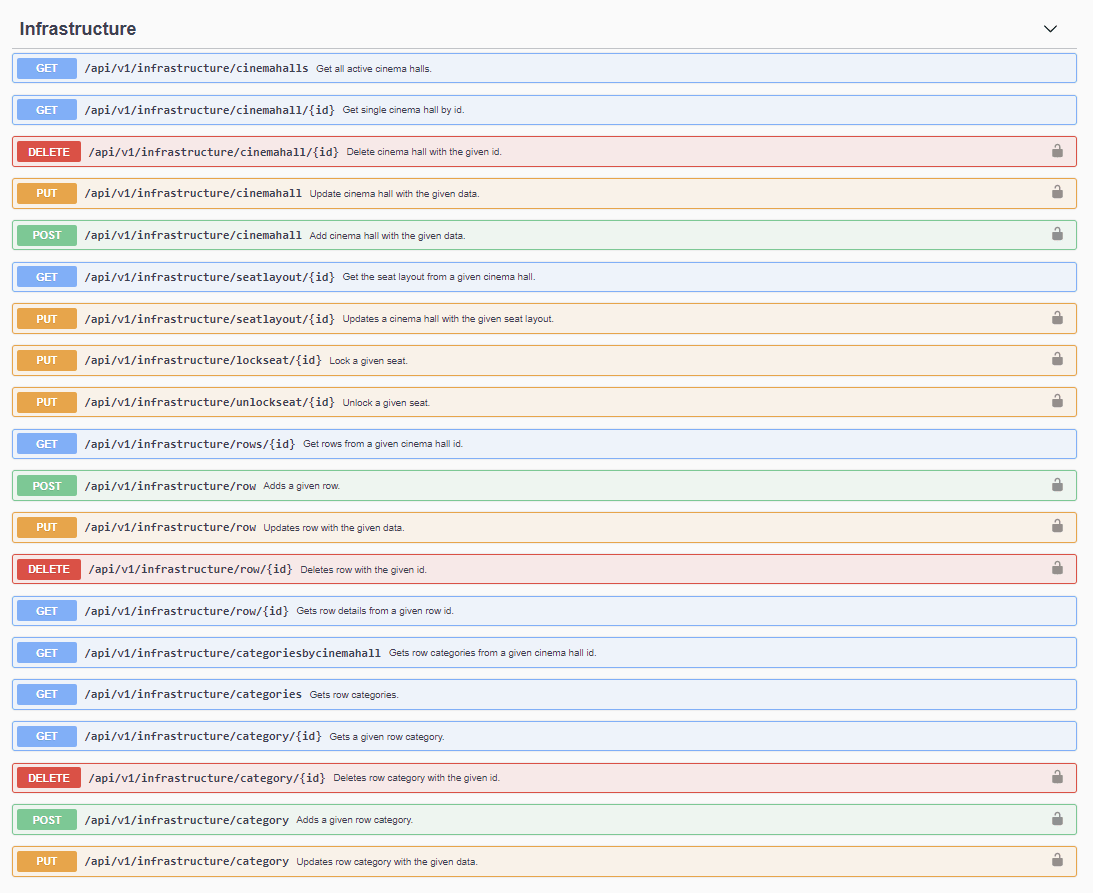 Infrastructure
GET /api/v1/infrastructure/cinemahalls Get all active cinema halls.
GET /api/v1/infrastructure/cinemahall/{id} Get single cinema hall by id.
DELETE /api/v1/infrastructure/cinemahall/{id} Delete cinema hall with the given id.
PUT /api/v1/infrastructure/cinemahall Update cinema hall with the given data.
POST /api/v1/infrastructure/cinemahall Add cinema hall with the given data.
GET /api/v1/infrastructure/seatlayout/{id} Get the seat layout from a given cinema hall.
PUT /api/v1/infrastructure/seatlayout/{id} Updates a cinema hall with the given seat layout.
PUT /api/v1/infrastructure/lockseat/{id} Lock a given seat.
PUT /api/v1/infrastructure/unlockseat/{id} Unlock a given seat.
GET /api/v1/infrastructure/rows/{id} Get rows from a given cinema hall id.
POST /api/v1/infrastructure/row Adds a given row.
PUT /api/v1/infrastructure/row Updates row with the given data.
DELETE /api/v1/infrastructure/row/{id} Deletes row with the given id.
GET /api/v1/infrastructure/row/{id} Gets row details from a given row id.
GET /api/v1/infrastructure/categoriesbycinemahall Gets row categories from a given cinema hall id.
GET /api/v1/infrastructure/categories Gets row categories.
GET /api/v1/infrastructure/category/{id} Gets a given row category.
DELETE /api/v1/infrastructure/category/{id} Deletes row category with the given id.
POST /api/v1/infrastructure/category Adds a given row category.
PUT /api/v1/infrastructure/category Updates row category with the given data.